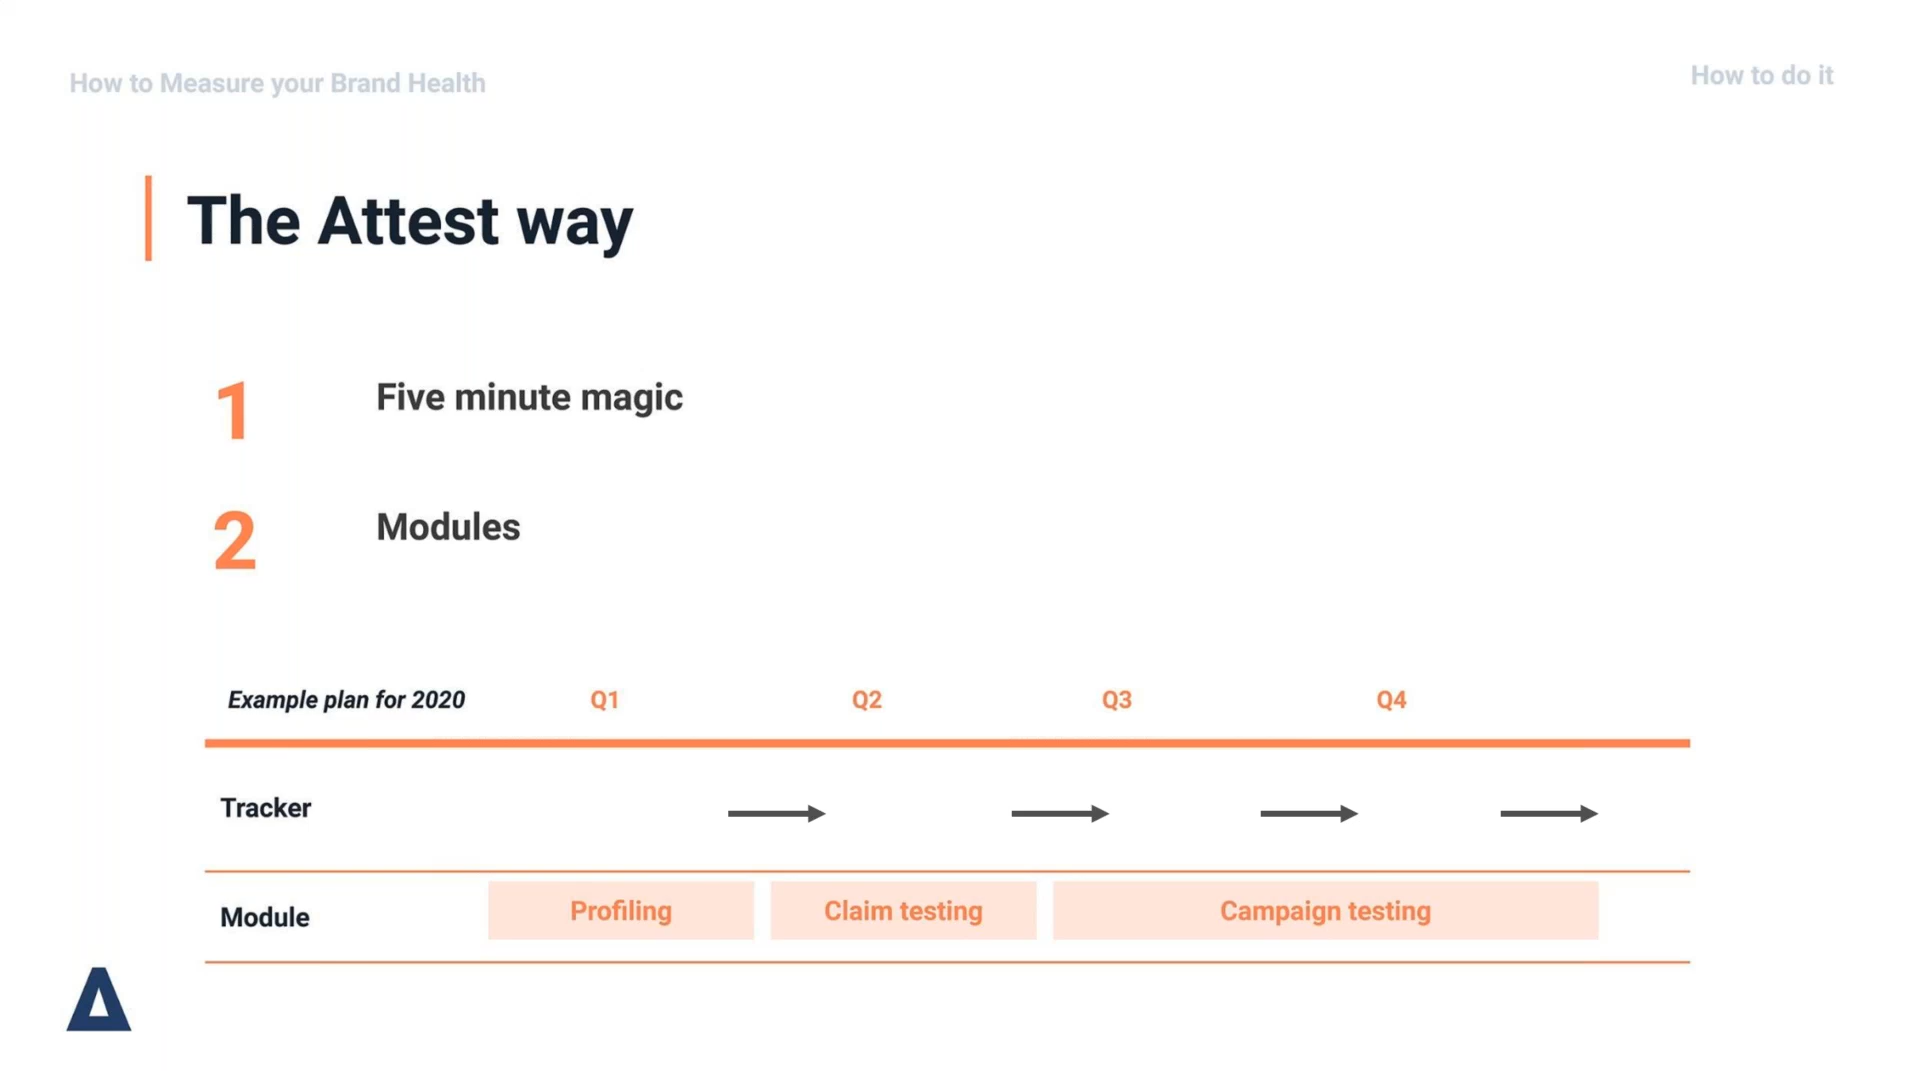 How to Measure your Brand Health
How to do it
The Attest way
1 Five minute magic
2 Modules
Example plan for 2020 Q1 Q2 Q3 Q4
Tracker
Module Profiling Claim testing Campaign testing